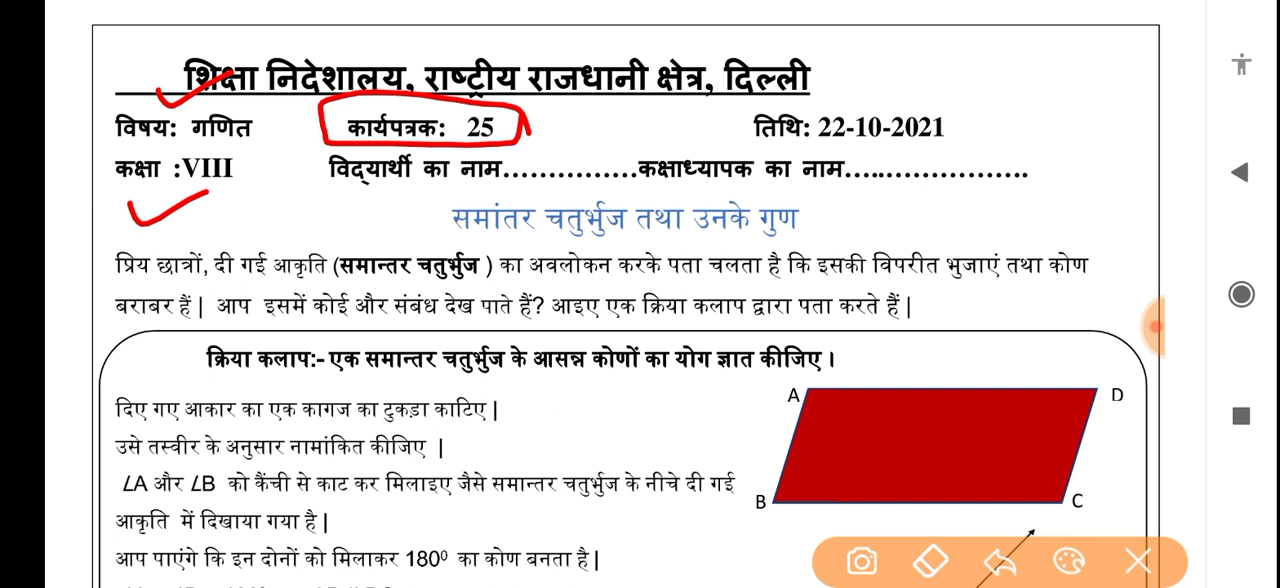 शिक्षा निदेशालय, राष्ट्रीय राजधानी क्षेत्र, दिल्ली
विषय: गणित कार्यपत्रक: 25 तिथि: 22-10-2021
कक्षा :VIII विद्यार्थी का नाम...............कक्षाध्यापक का नाम......................
समांतर चतुर्भुज तथा उनके गुण
प्रिय छात्रों, दी गई आकृति (समान्तर चतुर्भुज ) का अवलोकन करके पता चलता है कि इसकी विपरीत भुजाएं तथा कोण
बराबर हैं| आप इसमें कोई और संबंध देख पाते हैं? आइए एक क्रिया कलाप द्वारा पता करते हैं|
क्रिया कलाप:- एक समान्तर चतुर्भुज के आसन्न कोणों का योग ज्ञात कीजिए।
A D
दिए गए आकार का एक कागज का टुकड़ा काटिए|
उसे तस्वीर के अनुसार नामांकित कीजिए |
∠A और ∠B को कैंची से काट कर मिलाइए जैसे समान्तर चतुर्भुज के नीचे दी गई
B C
आकृति में दिखाया गया है|
आप पाएंगे कि इन दोनों को मिलाकर 180⁰ का कोण बनता है|